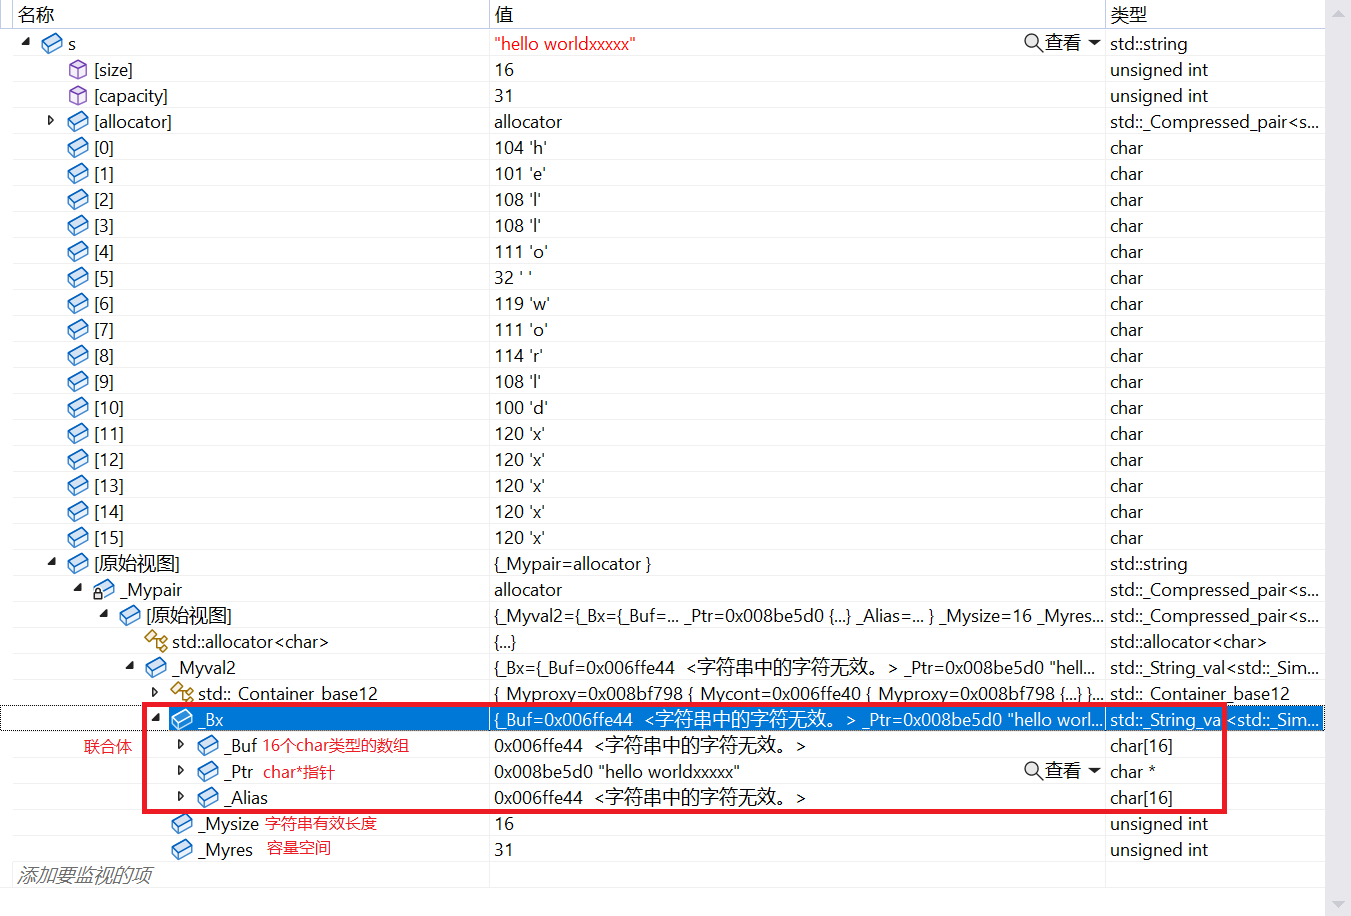 名称 值 类型
s "hello worldxxxxx" 查看 std::string
[size] 16 unsigned int
[capacity] 31 unsigned int
[allocator] allocator std::_Compressed_pair<s...
[0] 104 'h' char
[1] 101 'e' char
[2] 108 'l' char
[3] 108 'l' char
[4] 111 'o' char
[5] 32 ' ' char
[6] 119 'w' char
[7] 111 'o' char
[8] 114 'r' char
[9] 108 'l' char
[10] 100 'd' char
[11] 120 'x' char
[12] 120 'x' char
[13] 120 'x' char
[14] 120 'x' char
[15] 120 'x' char
[原始视图] {_Mypair=allocator } std::string
_Mypair allocator std::_Compressed_pair<s...
[原始视图] {_Myval2={_Bx={_Buf=... _Ptr=0x008be5d0 {...} _Alias=... } _Mysize=16 _Myres... std::_Compressed_pair<s...
std::allocator<char> {...} std::allocator<char>
_Myval2 {_Bx={_Buf=0x006ffe44 <字符串中的字符无效。> _Ptr=0x008be5d0 "hell... std::_String_val<std::_Sim...
std::_Container_base12 {_Myproxy=0x008bf798 {_Mycont=0x006ffe40 {_Myproxy=0x008bf798 {...} }... std::_Container_base12
_Bx {_Buf=0x006ffe44 <字符串中的字符无效。> _Ptr=0x008be5d0 "hello worl... std::_String_va<std::_Sim...
联合体 _Buf 16个char类型的数组 0x006ffe44 <字符串中的字符无效。> char[16]
_Ptr char*指针 0x008be5d0 "hello worldxxxxx" 查看 char *
_Alias 0x006ffe44 <字符串中的字符无效。> char[16]
_Mysize 字符串有效长度 16 unsigned int
_Myres 容量空间 31 unsigned int
添加要监视的项